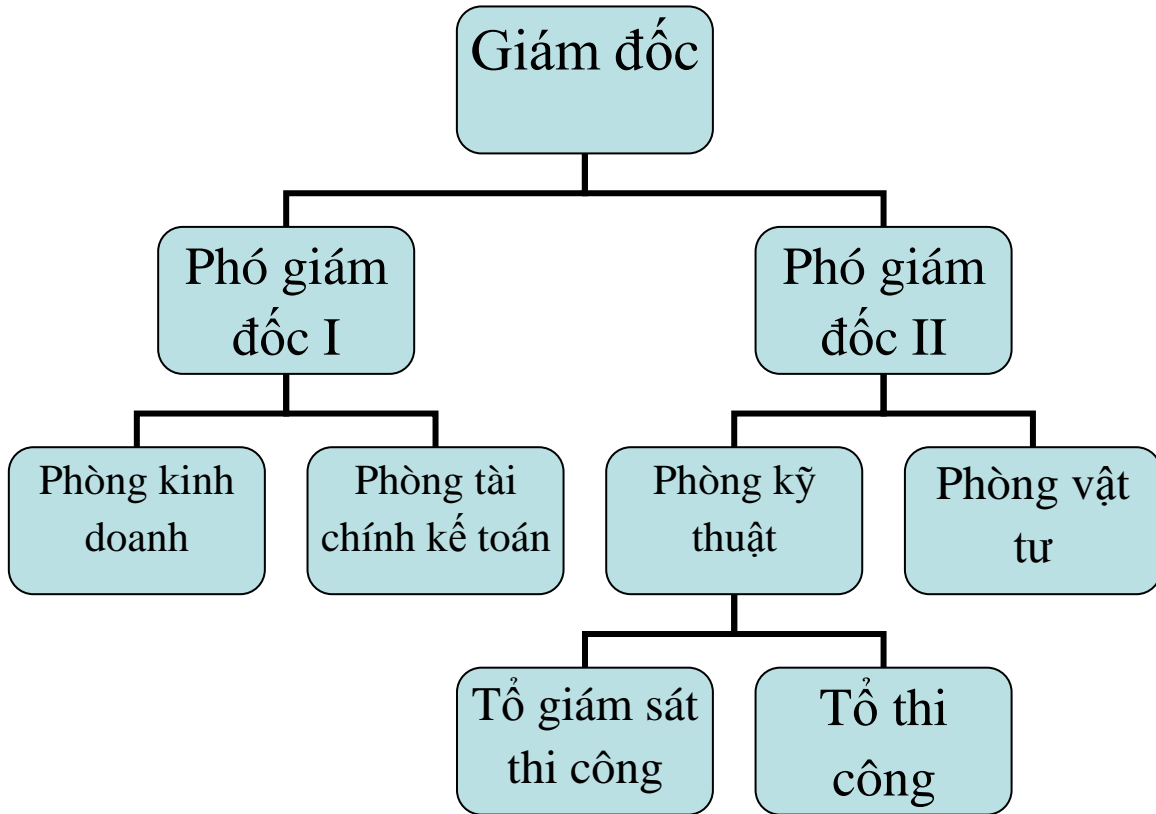 Giám đốc
Phó giám
đốc I
Phó giám
đốc II
Phòng kinh
doanh
Phòng tài
chính kế toán
Phòng kỹ
thuật
Phòng vật
tư
Tổ giám sát
thi công
Tổ thi
công